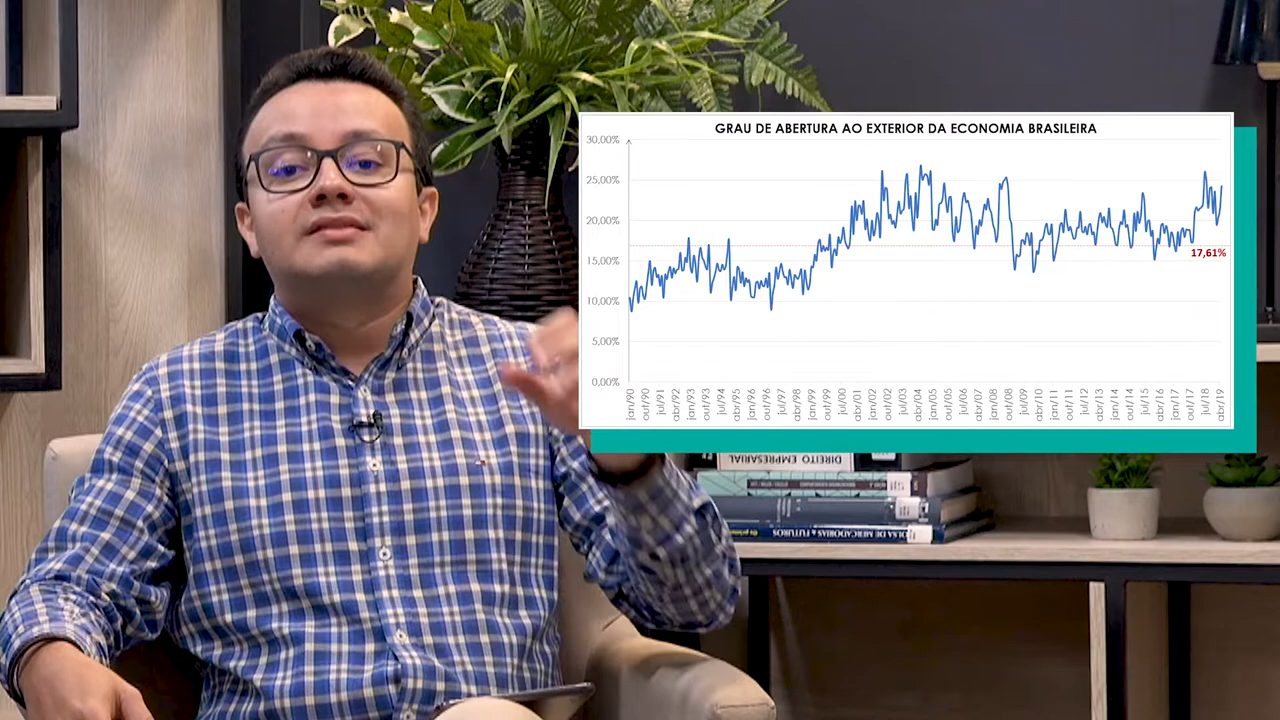 GRAU DE ABERTURA AO EXTERIOR DA ECONOMIA BRASILEIRA
30,00%
25,00%
20,00%
17,61%
15,00%
10,00%
5,00%
0,00%
jan/90 out/90 jul/91 abr/92 jan/93 out/93 jul/94 abr/95 jan/96 out/96 jul/97 abr/98 jan/99 out/99 jul/00 abr/01 jan/02 out/02 jul/03 abr/04 jan/05 out/05 jul/06 abr/07 jan/08 out/08 jul/09 abr/10 jan/11 out/11 jul/12 abr/13 jan/14 out/14 jul/15 abr/16 jan/17 out/17 jul/18 abr/19
DIREITO EMPRESARIAL
BOLSA DE MERCADORIAS & FUTUROS